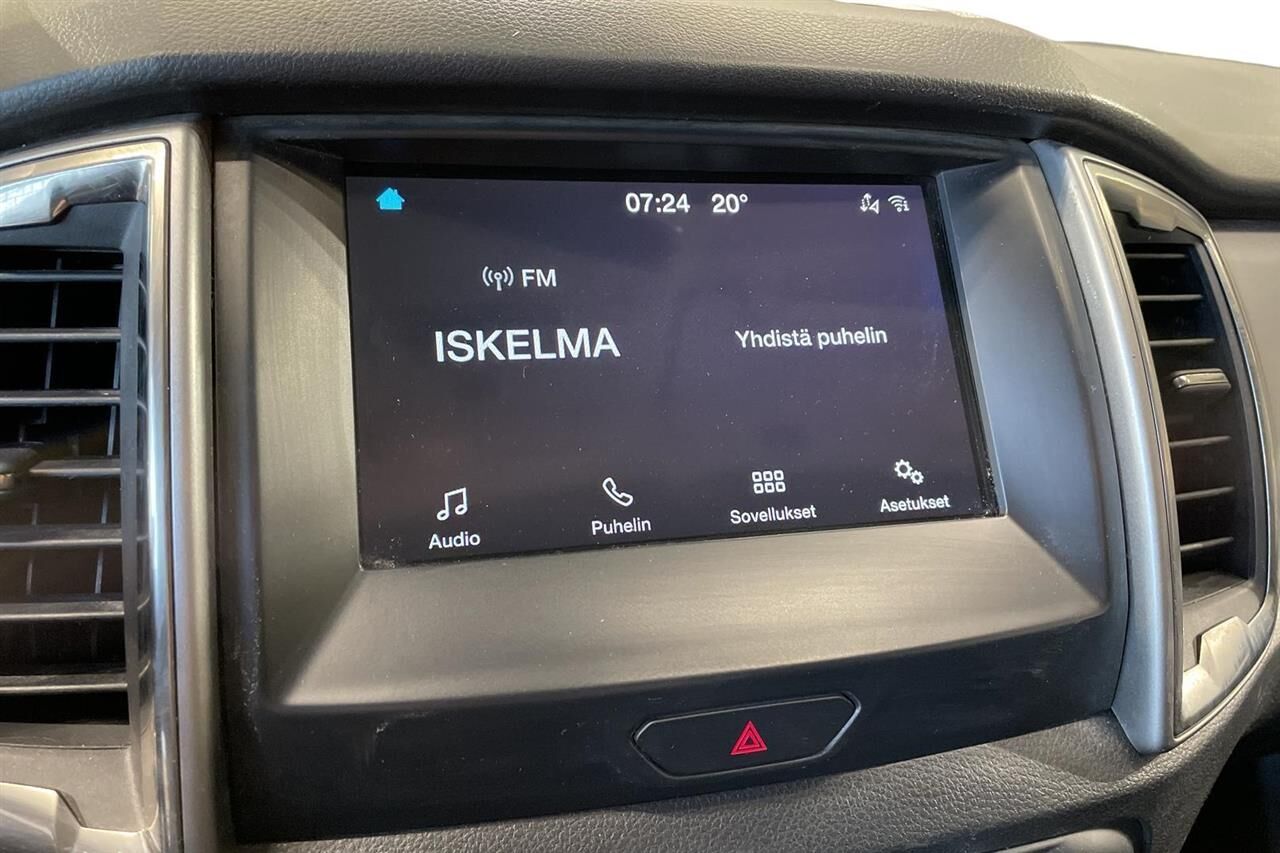 07:24 20°
FM
ISKELMA
Yhdistä puhelin
Audio
Puhelin
Sovellukset
Asetukset